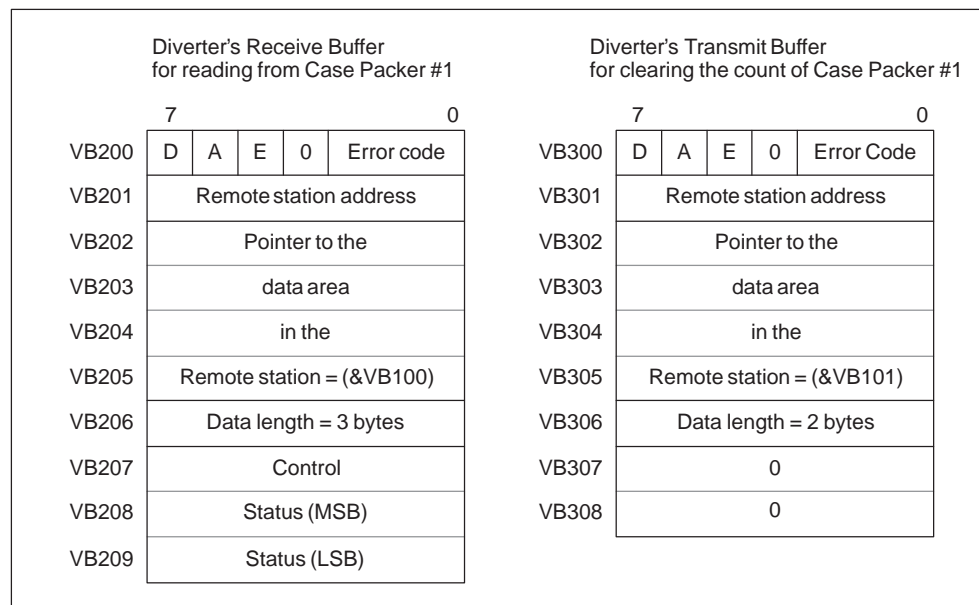 Diverter's Receive Buffer
for reading from Case Packer #1
7 0
VB200 D A E 0 Error code
VB201 Remote station address
VB202 Pointer to the
VB203 data area
VB204 in the
VB205 Remote station = (&VB100)
VB206 Data length = 3 bytes
VB207 Control
VB208 Status (MSB)
VB209 Status (LSB)
Diverter's Transmit Buffer
for clearing the count of Case Packer #1
7 0
VB300 D A E 0 Error Code
VB301 Remote station address
VB302 Pointer to the
VB303 data area
VB304 in the
VB305 Remote station = (&VB101)
VB306 Data length = 2 bytes
VB307 0
VB308 0